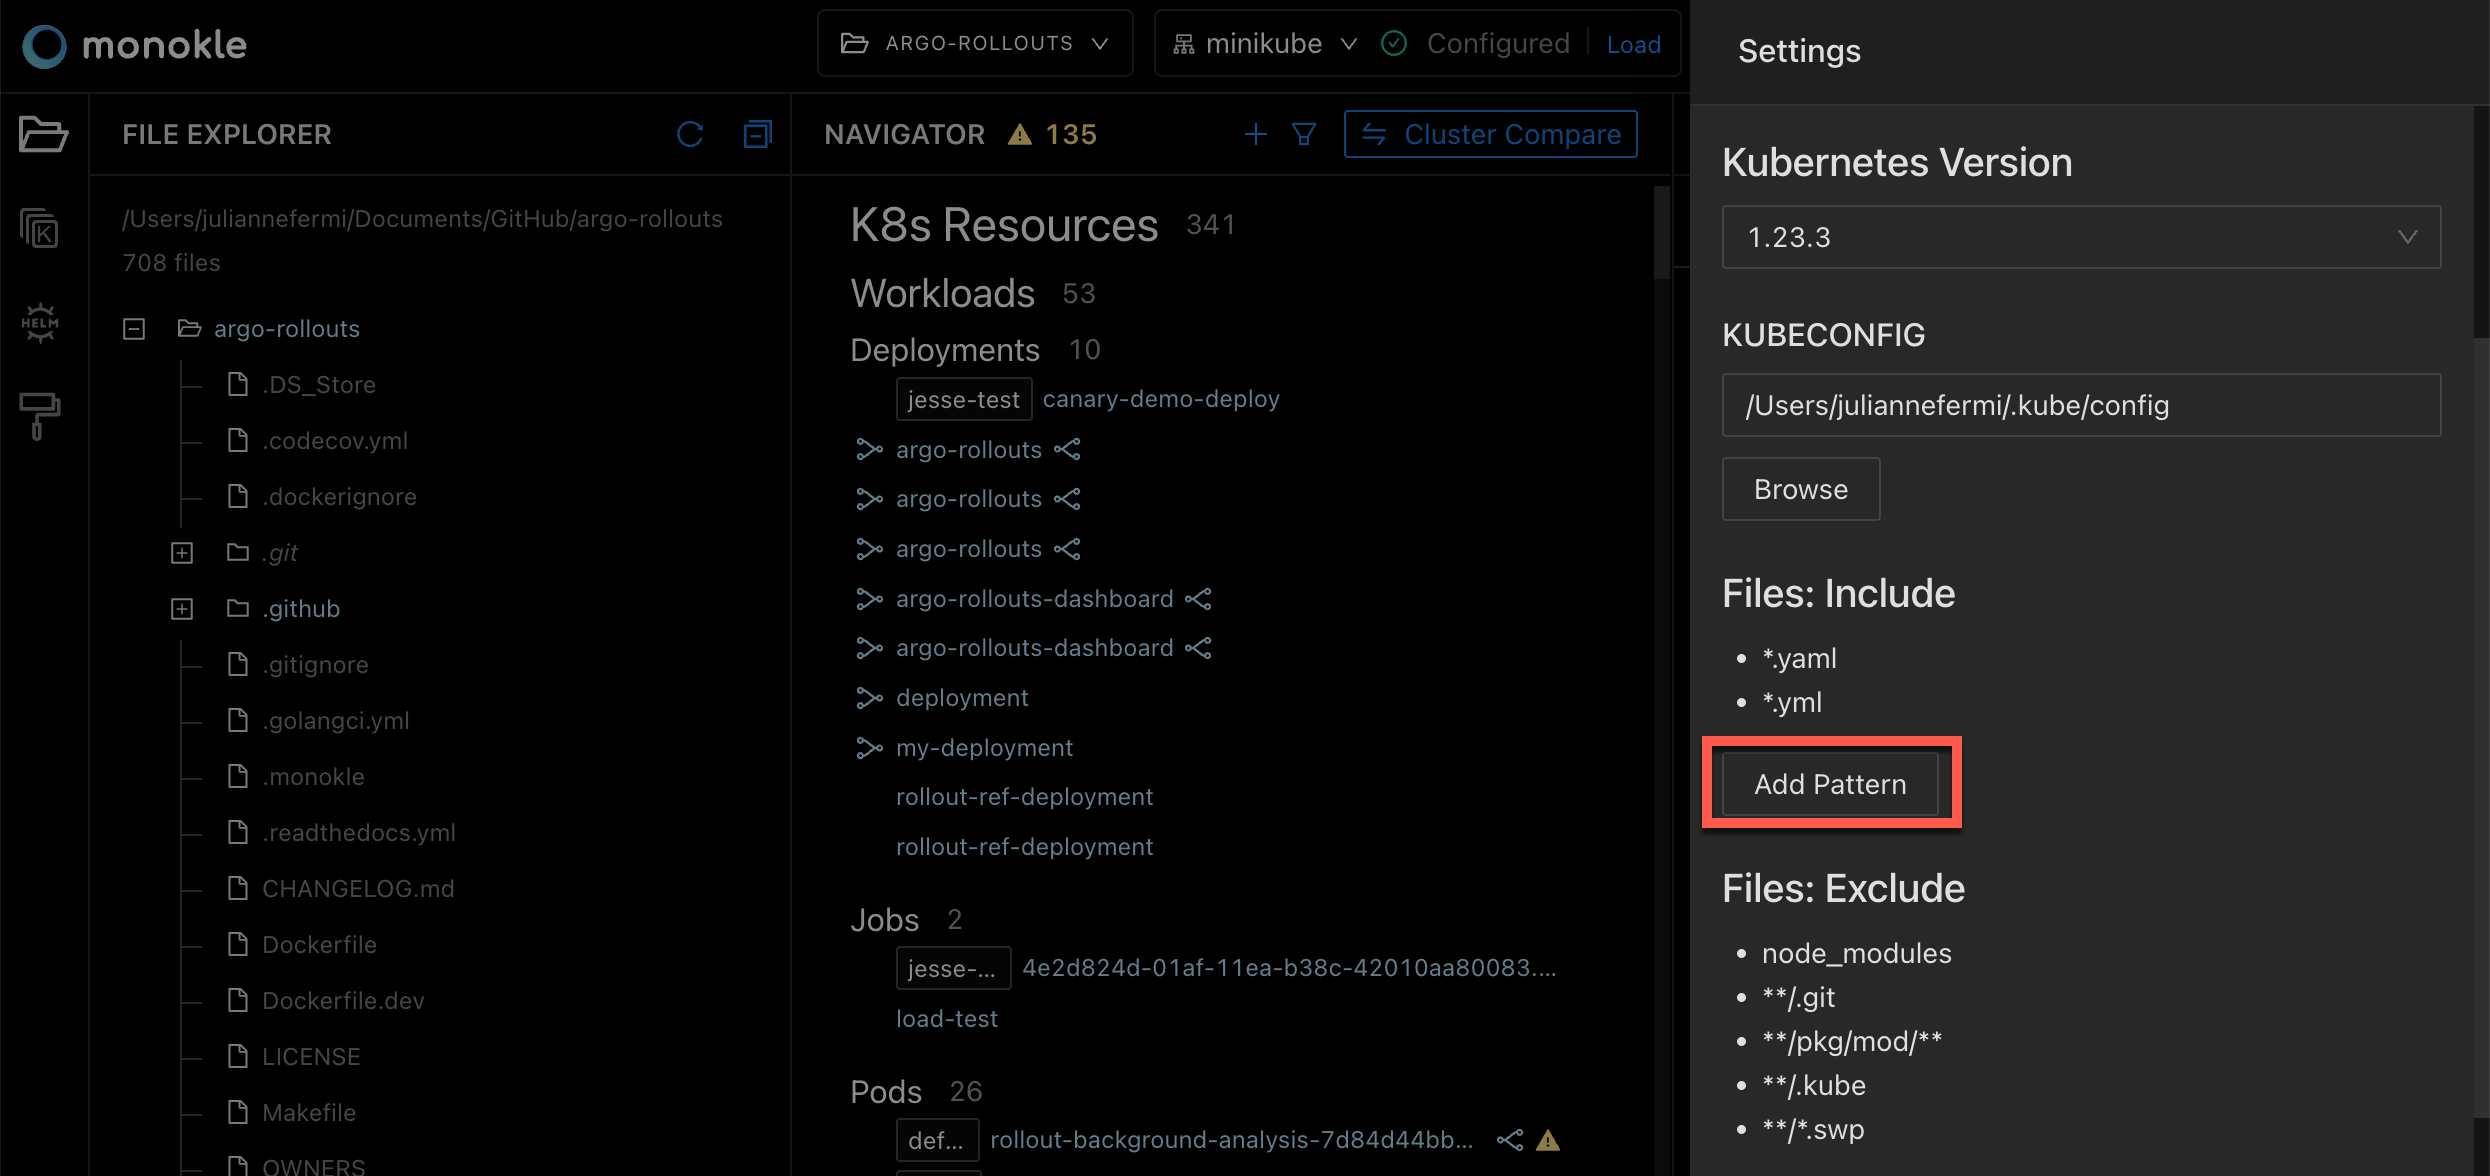 monokle
ARGO-ROLLOUTS
minikube Configured Load
FILE EXPLORER
/Users/juliannefermi/Documents/GitHub/argo-rollouts
708 files
argo-rollouts
.DS_Store
.codecov.yml
.dockerignore
.git
.github
.gitignore
.golangci.yml
.monokle
.readthedocs.yml
CHANGELOG.md
Dockerfile
Dockerfile.dev
LICENSE
Makefile
OWNERS
HELM
NAVIGATOR 135
Cluster Compare
K8s Resources 341
Workloads 53
Deployments 10
jesse-test canary-demo-deploy
argo-rollouts
argo-rollouts
argo-rollouts
argo-rollouts-dashboard
argo-rollouts-dashboard
deployment
my-deployment
rollout-ref-deployment
rollout-ref-deployment
Jobs 2
jesse-... 4e2d824d-01af-11ea-b38c-42010aa80083....
load-test
Pods 26
def... rollout-background-analysis-7d84d44bb...
Settings
Kubernetes Version
1.23.3
KUBECONFIG
/Users/juliannefermi/.kube/config
Browse
Files: Include
*.yaml
*.yml
Add Pattern
Files: Exclude
node_modules
**/.git
**/pkg/mod/**
**/.kube
**/*.swp